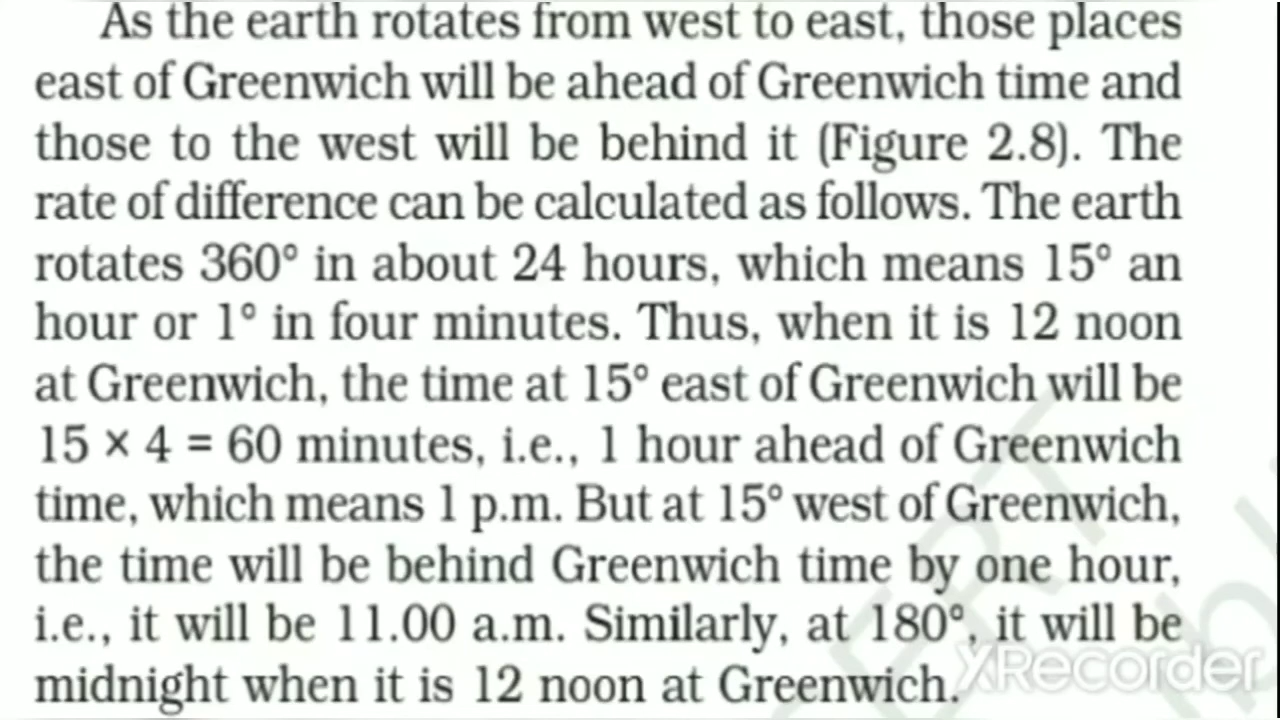 As the earth rotates from west to east, those places
east of Greenwich will be ahead of Greenwich time and
those to the west will be behind it (Figure 2.8). The
rate of difference can be calculated as follows. The earth
rotates 360° in about 24 hours, which means 15° an
hour or 1° in four minutes. Thus, when it is 12 noon
at Greenwich, the time at 15° east of Greenwich will be
15 × 4 = 60 minutes, i.e., 1 hour ahead of Greenwich
time, which means 1 p.m. But at 15° west of Greenwich,
the time will be behind Greenwich time by one hour,
i.e., it will be 11.00 a.m. Similarly, at 180°, it will be
midnight when it is 12 noon at Greenwich.
XRecorder